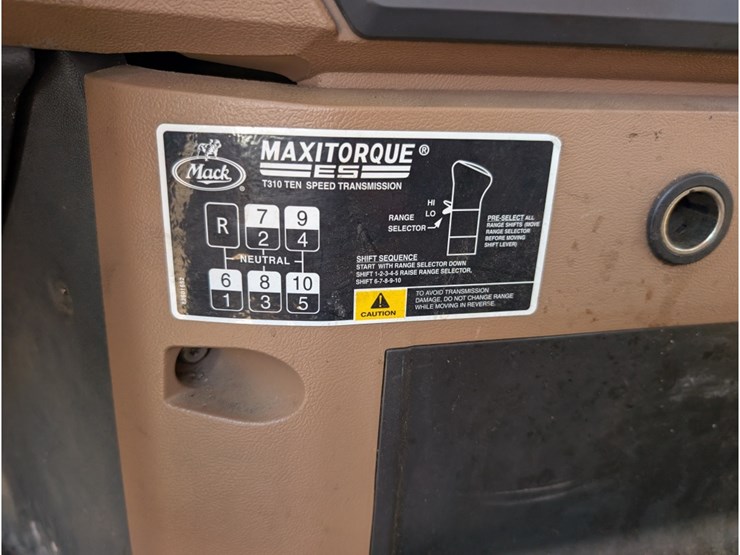 Mack
MAXITORQUE ®
ES
T310 TEN SPEED TRANSMISSION
R 7 9
2 4
NEUTRAL
6 8 10
1 3 5
HI
LO
RANGE
SELECTOR
PRE-SELECT ALL
RANGE SHIFTS (MOVE
RANGE SELECTOR
BEFORE MOVING
SHIFT LEVER)
SHIFT SEQUENCE
START WITH RANGE SELECTOR DOWN
SHIFT 1-2-3-4-5 RAISE RANGE SELECTOR,
SHIFT 6-7-8-9-10
CAUTION
TO AVOID TRANSMISSION
DAMAGE, DO NOT CHANGE RANGE
WHILE MOVING IN REVERSE.